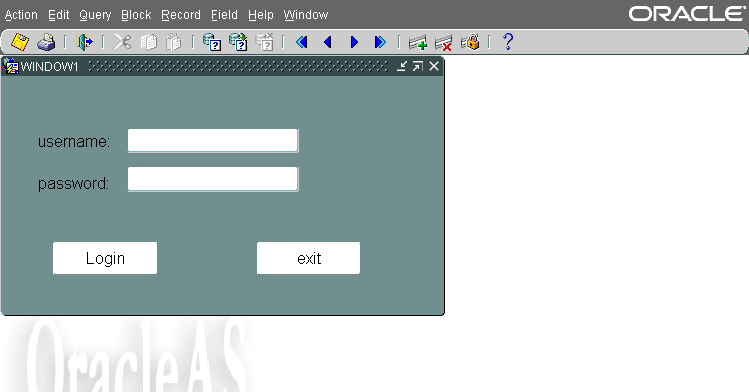 Action Edit Query Block Record Field Help Window ORACLE
WINDOW1
username:
password:
Login exit
OracleAS